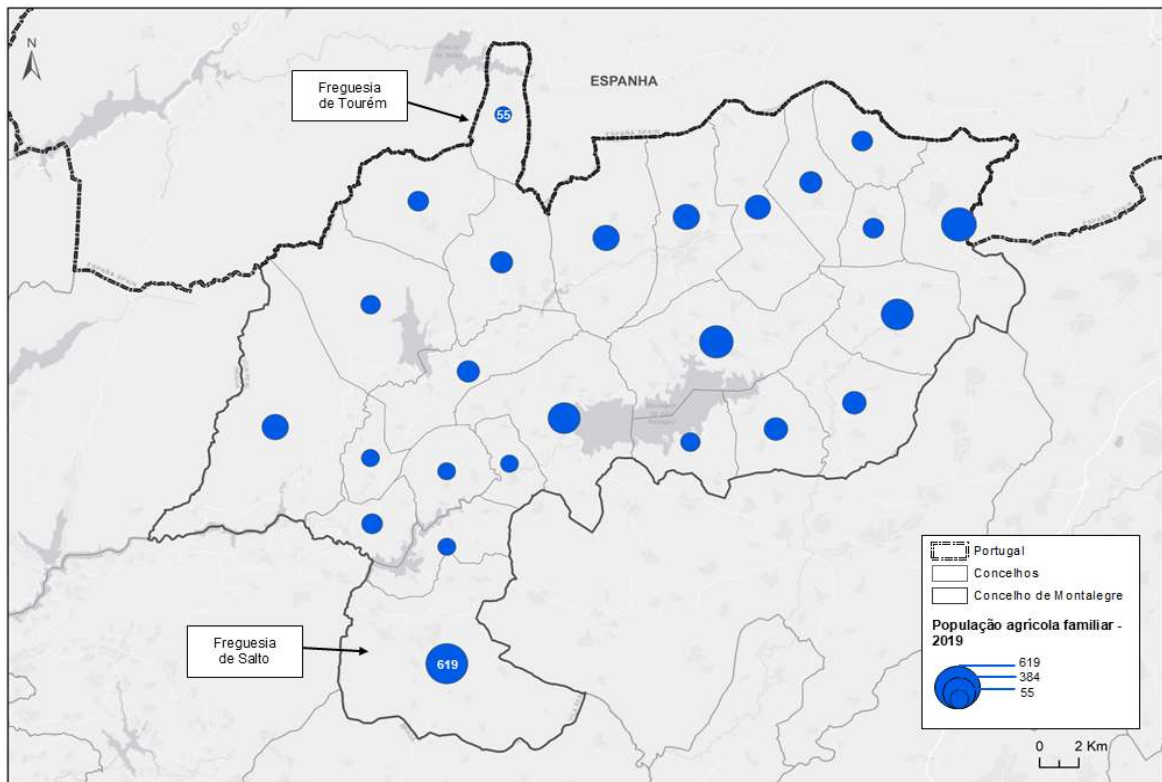 N
Freguesia
de Tourém
ESPANHA
55
Freguesia
de Salto
619
Portugal
Concelhos
Concelho de Montalegre
População agrícola familiar -
2019
619
384
55
0 2 Km